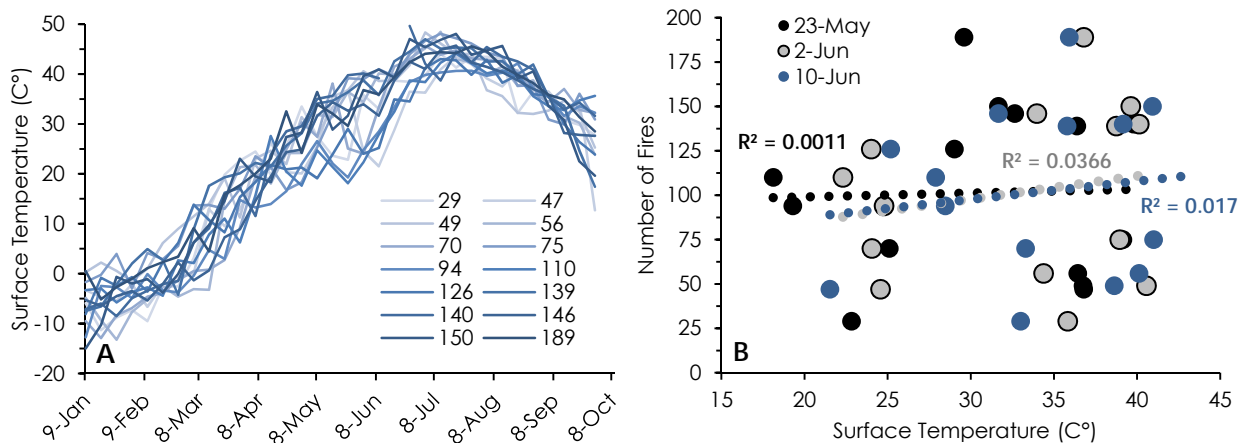 50
40
30
20
10
0
-10
-20
Surface Temperature (C°)
29 47
49 56
70 75
94 110
126 139
140 146
150 189
A
9-Jan
9-Feb
8-Mar
8-Apr
8-May
8-Jun
8-Jul
8-Aug
8-Sep
8-Oct
200
175
150
125
100
75
50
25
0
Number of Fires
23-May
2-Jun
10-Jun
R² = 0.0011
R² = 0.0366
R² = 0.017
B
15 20 25 30 35 40 45
Surface Temperature (C°)